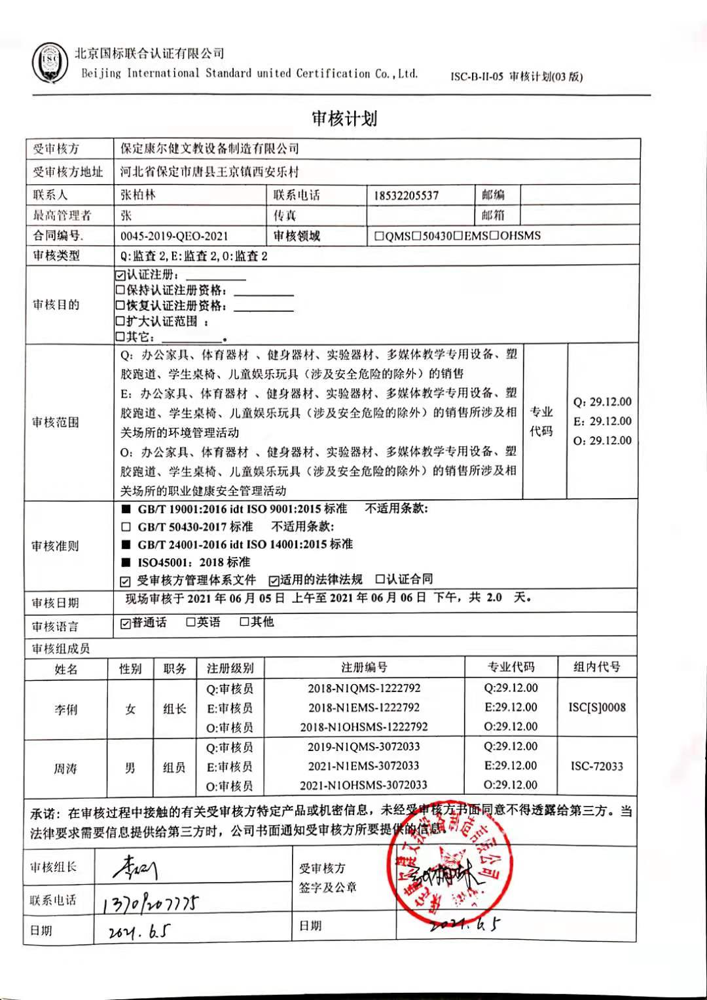 ISC
北京国标联合认证有限公司
Beijing International Standard united Certification Co.,Ltd.
ISC-B-II-05 审核计划(03 版)
审核计划
受审核方 保定康尔健文教设备制造有限公司
受审核方地址 河北省保定市唐县王京镇西安乐村
联系人 张柏林 联系电话 18532205537 邮编
最高管理者 张 传真 邮箱
合同编号. 0045-2019-QEO-2021 审核领域 □QMS□50430□EMS□OHSMS
审核类型 Q:监查 2,E:监查 2,O:监查 2
审核目的
☑认证注册：
□保持认证注册资格：
□恢复认证注册资格：
□扩大认证范围 ：
□其它： 。
审核范围
Q：办公家具、体育器材 、健身器材、实验器材、多媒体教学专用设备、塑
胶跑道、学生桌椅、儿童娱乐玩具（涉及安全危险的除外）的销售
E：办公家具、体育器材 、健身器材、实验器材、多媒体教学专用设备、塑
胶跑道、学生桌椅、儿童娱乐玩具（涉及安全危险的除外）的销售所涉及相
关场所的环境管理活动
O：办公家具、体育器材 、健身器材、实验器材、多媒体教学专用设备、塑
胶跑道、学生桌椅、儿童娱乐玩具（涉及安全危险的除外）的销售所涉及相
关场所的职业健康安全管理活动
专业
代码
Q: 29.12.00
E: 29.12.00
O: 29.12.00
审核准则
■ GB/T 19001:2016 idt ISO 9001:2015 标准 不适用条款:
□ GB/T 50430-2017 标准 不适用条款:
■ GB/T 24001-2016 idt ISO 14001:2015 标准
■ ISO45001：2018 标准
☑ 受审核方管理体系文件 ☑适用的法律法规 □认证合同
审核日期 现场审核于 2021 年 06 月 05 日 上午至 2021 年 06 月 06 日 下午，共 2.0 天。
审核语言 ☑普通话 □英语 □其他
审核组成员
姓名 性别 职务 注册级别 注册编号 专业代码 组内代号
李俐 女 组长
Q:审核员 2018-N1QMS-1222792 Q:29.12.00
E:审核员 2018-N1EMS-1222792 E:29.12.00
O:审核员 2018-N1OHSMS-1222792 O:29.12.00
ISC[S]0008
周涛 男 组员
Q:审核员 2019-N1QMS-3072033 Q:29.12.00
E:审核员 2021-N1EMS-3072033 E:29.12.00
O:审核员 2021-N1OHSMS-3072033 O:29.12.00
ISC-72033
承诺：在审核过程中接触的有关受审核方特定产品或机密信息，未经受审核方书面同意不得透露给第三方。当
法律要求需要信息提供给第三方时，公司书面通知受审核方所要提供的信息。
审核组长 李俐
受审核方
签字及公章
张柏林
保定康尔健文教设备制造有限公司
联系电话 13701207775
日期 2021.6.5
日期 2021.6.5